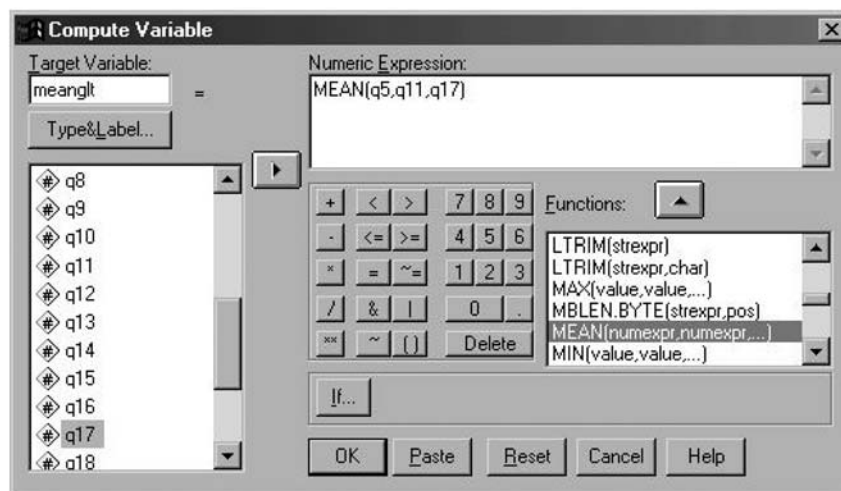 Compute Variable
Target Variable:
meanglt
=
Type&Label...
Numeric Expression:
MEAN(q5,q11,q17)
q8
q9
q10
q11
q12
q13
q14
q15
q16
q17
q18
+ < > 7 8 9
- <= >= 4 5 6
* = ~= 1 2 3
/ & | 0 .
** ~ () Delete
Functions:
LTRIM(strexpr)
LTRIM(strexpr,char)
MAX(value,value,...)
MBLEN.BYTE(strexpr,pos)
MEAN(numexpr,numexpr,...)
MIN(value,value,...)
If...
OK Paste Reset Cancel Help